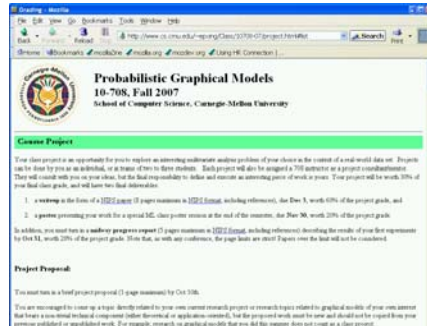 Grading - Mozilla
File Edit View Go Bookmarks Tools Window Help
Back Forward Reload Stop http://www.cs.cmu.edu/~epxing/Class/10708-07/project.html#list Search Print
Home Bookmarks mozillaZine mozilla.org mozdev.org Using HR Connection |
Probabilistic Graphical Models
10-708, Fall 2007
School of Computer Science, Carnegie-Mellon University
Course Project
Your class project is an opportunity for you to explore an interesting multivariate analysis problem of your choice in the context of a real-world data set. Projects
can be done by you as an individual, or in teams of two to three students. Each project will also be assigned a 708 instructor as a project consultant/mentor.
They will consult with you on your ideas, but the final responsibility to define and execute an interesting piece of work is yours. Your project will be worth 30% of
your final class grade, and will have two final deliverables:
1. a writeup in the form of a NIPS paper (8 pages maximum in NIPS format, including references), due Dec 3, worth 60% of the project grade, and
2. a poster presenting your work for a special ML class poster session at the end of the semester, due Nov 30, worth 20% of the project grade.
In addition, you must turn in a midway progress report (5 pages maximum in NIPS format, including references) describing the results of your first experiments
by Oct 31, worth 20% of the project grade. Note that, as with any conference, the page limits are strict! Papers over the limit will not be considered.
Project Proposal:
You must turn in a brief project proposal (1-page maximum) by Oct 10th.
You are encouraged to come up a topic directly related to your own current research project or research topics related to graphical models of your own interest
that bears a non-trivial technical component (either theoretical or application-oriented), but the proposed work must be new and should not be copied from your
previous published or unpublished work. For example, research on graphical models that you did this summer does not count as a class project.